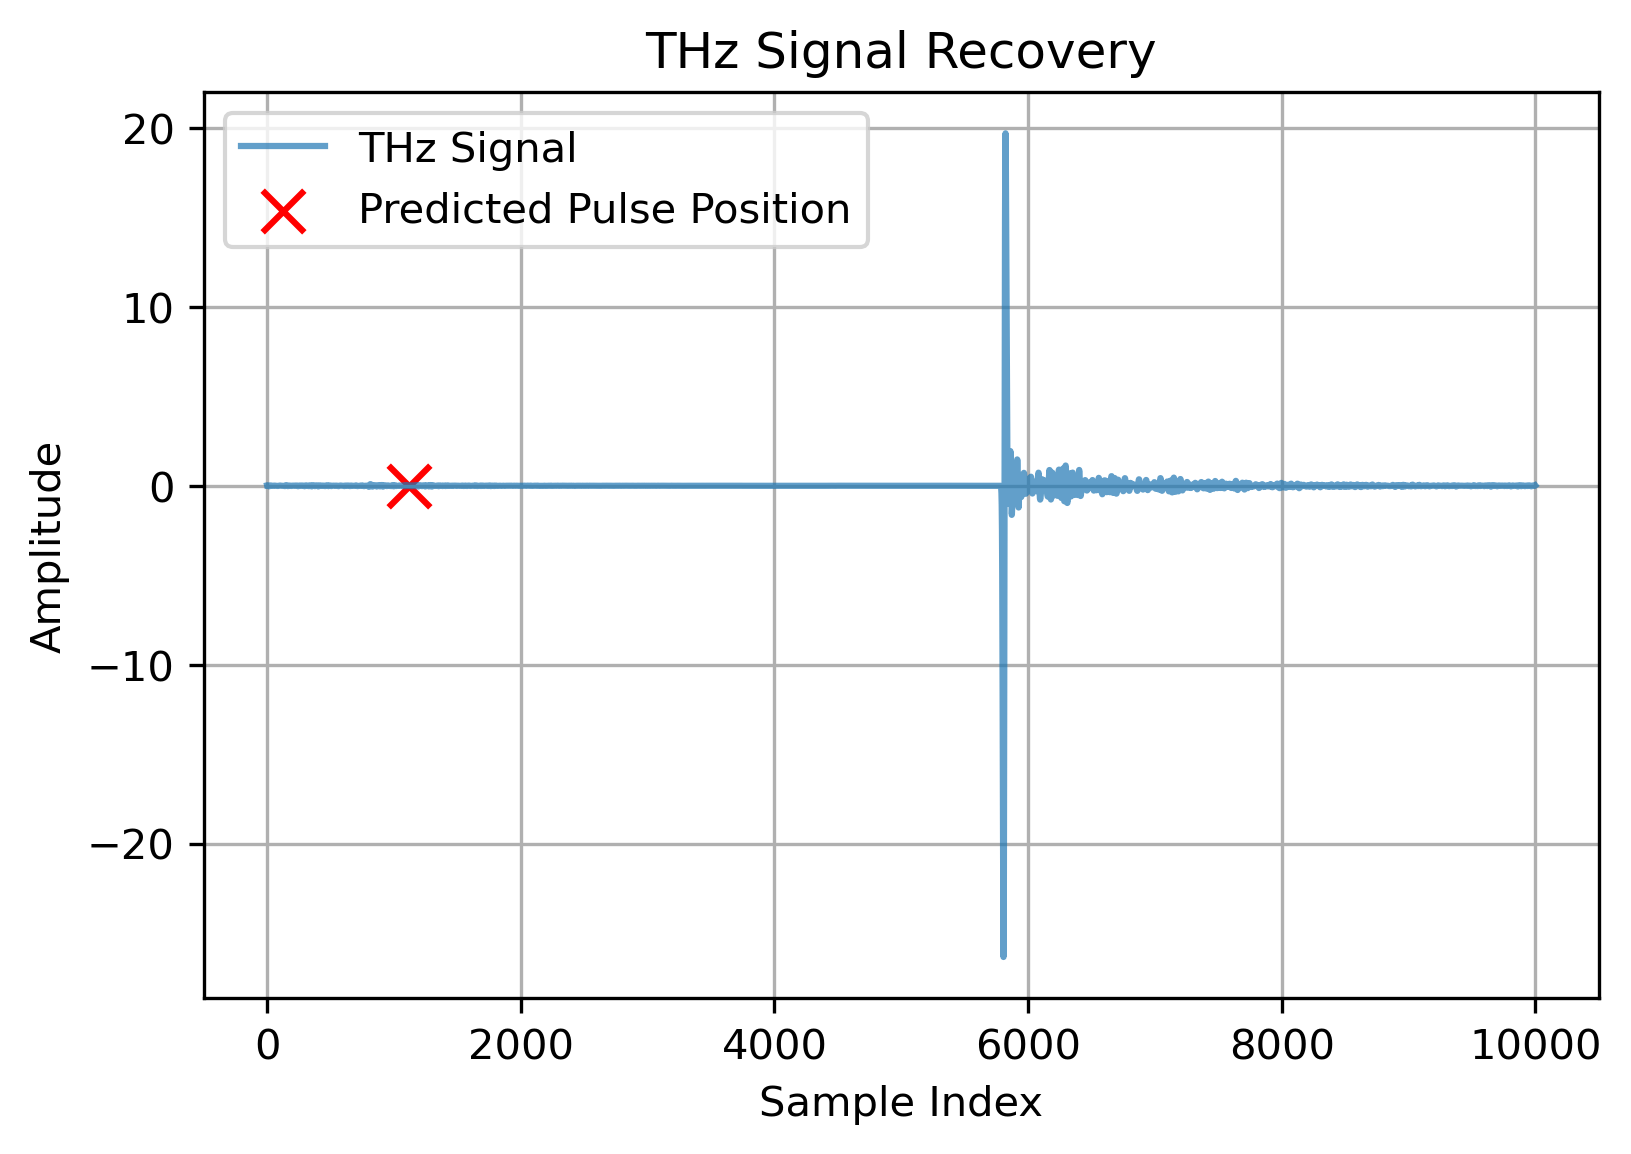 THz Signal Recovery
THz Signal
Predicted Pulse Position
20
10
0
−10
−20
Amplitude
0 2000 4000 6000 8000 10000
Sample Index